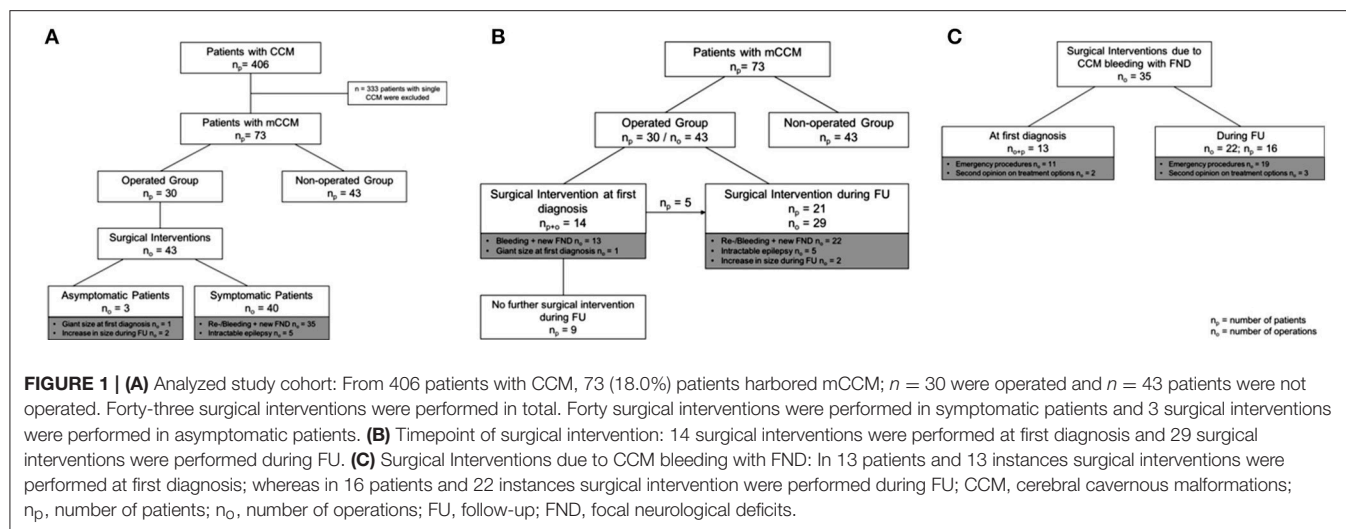 A
Patients with CCM
np= 406
n = 333 patients with single
CCM were excluded
Patients with mCCM
np= 73
Operated Group
np = 30
Non-operated Group
np = 43
Surgical Interventions
no = 43
Asymptomatic Patients
no = 3
• Giant size at first diagnosis no = 1
• Increase in size during FU no = 2
Symptomatic Patients
no = 40
• Re-/Bleeding + new FND no = 35
• Intractable epilepsy no = 5
B
Patients with mCCM
np= 73
Operated Group
np = 30 / no = 43
Non-operated Group
np = 43
Surgical Intervention at first
diagnosis
np+o = 14
• Bleeding + new FND no = 13
• Giant size at first diagnosis no = 1
np = 5
Surgical Intervention during FU
np = 21
no = 29
• Re-/Bleeding + new FND no = 22
• Intractable epilepsy no = 5
• Increase in size during FU no = 2
No further surgical intervention
during FU
np = 9
C
Surgical Interventions due to
CCM bleeding with FND
no = 35
At first diagnosis
no+p = 13
• Emergency procedures no = 11
• Second opinion on treatment options no = 2
During FU
no = 22; np = 16
• Emergency procedures no = 19
• Second opinion on treatment options no = 3
np = number of patients
no = number of operations
FIGURE 1 | (A) Analyzed study cohort: From 406 patients with CCM, 73 (18.0%) patients harbored mCCM; n = 30 were operated and n = 43 patients were not
operated. Forty-three surgical interventions were performed in total. Forty surgical interventions were performed in symptomatic patients and 3 surgical interventions
were performed in asymptomatic patients. (B) Timepoint of surgical intervention: 14 surgical interventions were performed at first diagnosis and 29 surgical
interventions were performed during FU. (C) Surgical Interventions due to CCM bleeding with FND: In 13 patients and 13 instances surgical interventions were
performed at first diagnosis; whereas in 16 patients and 22 instances surgical intervention were performed during FU; CCM, cerebral cavernous malformations;
np, number of patients; no, number of operations; FU, follow-up; FND, focal neurological deficits.